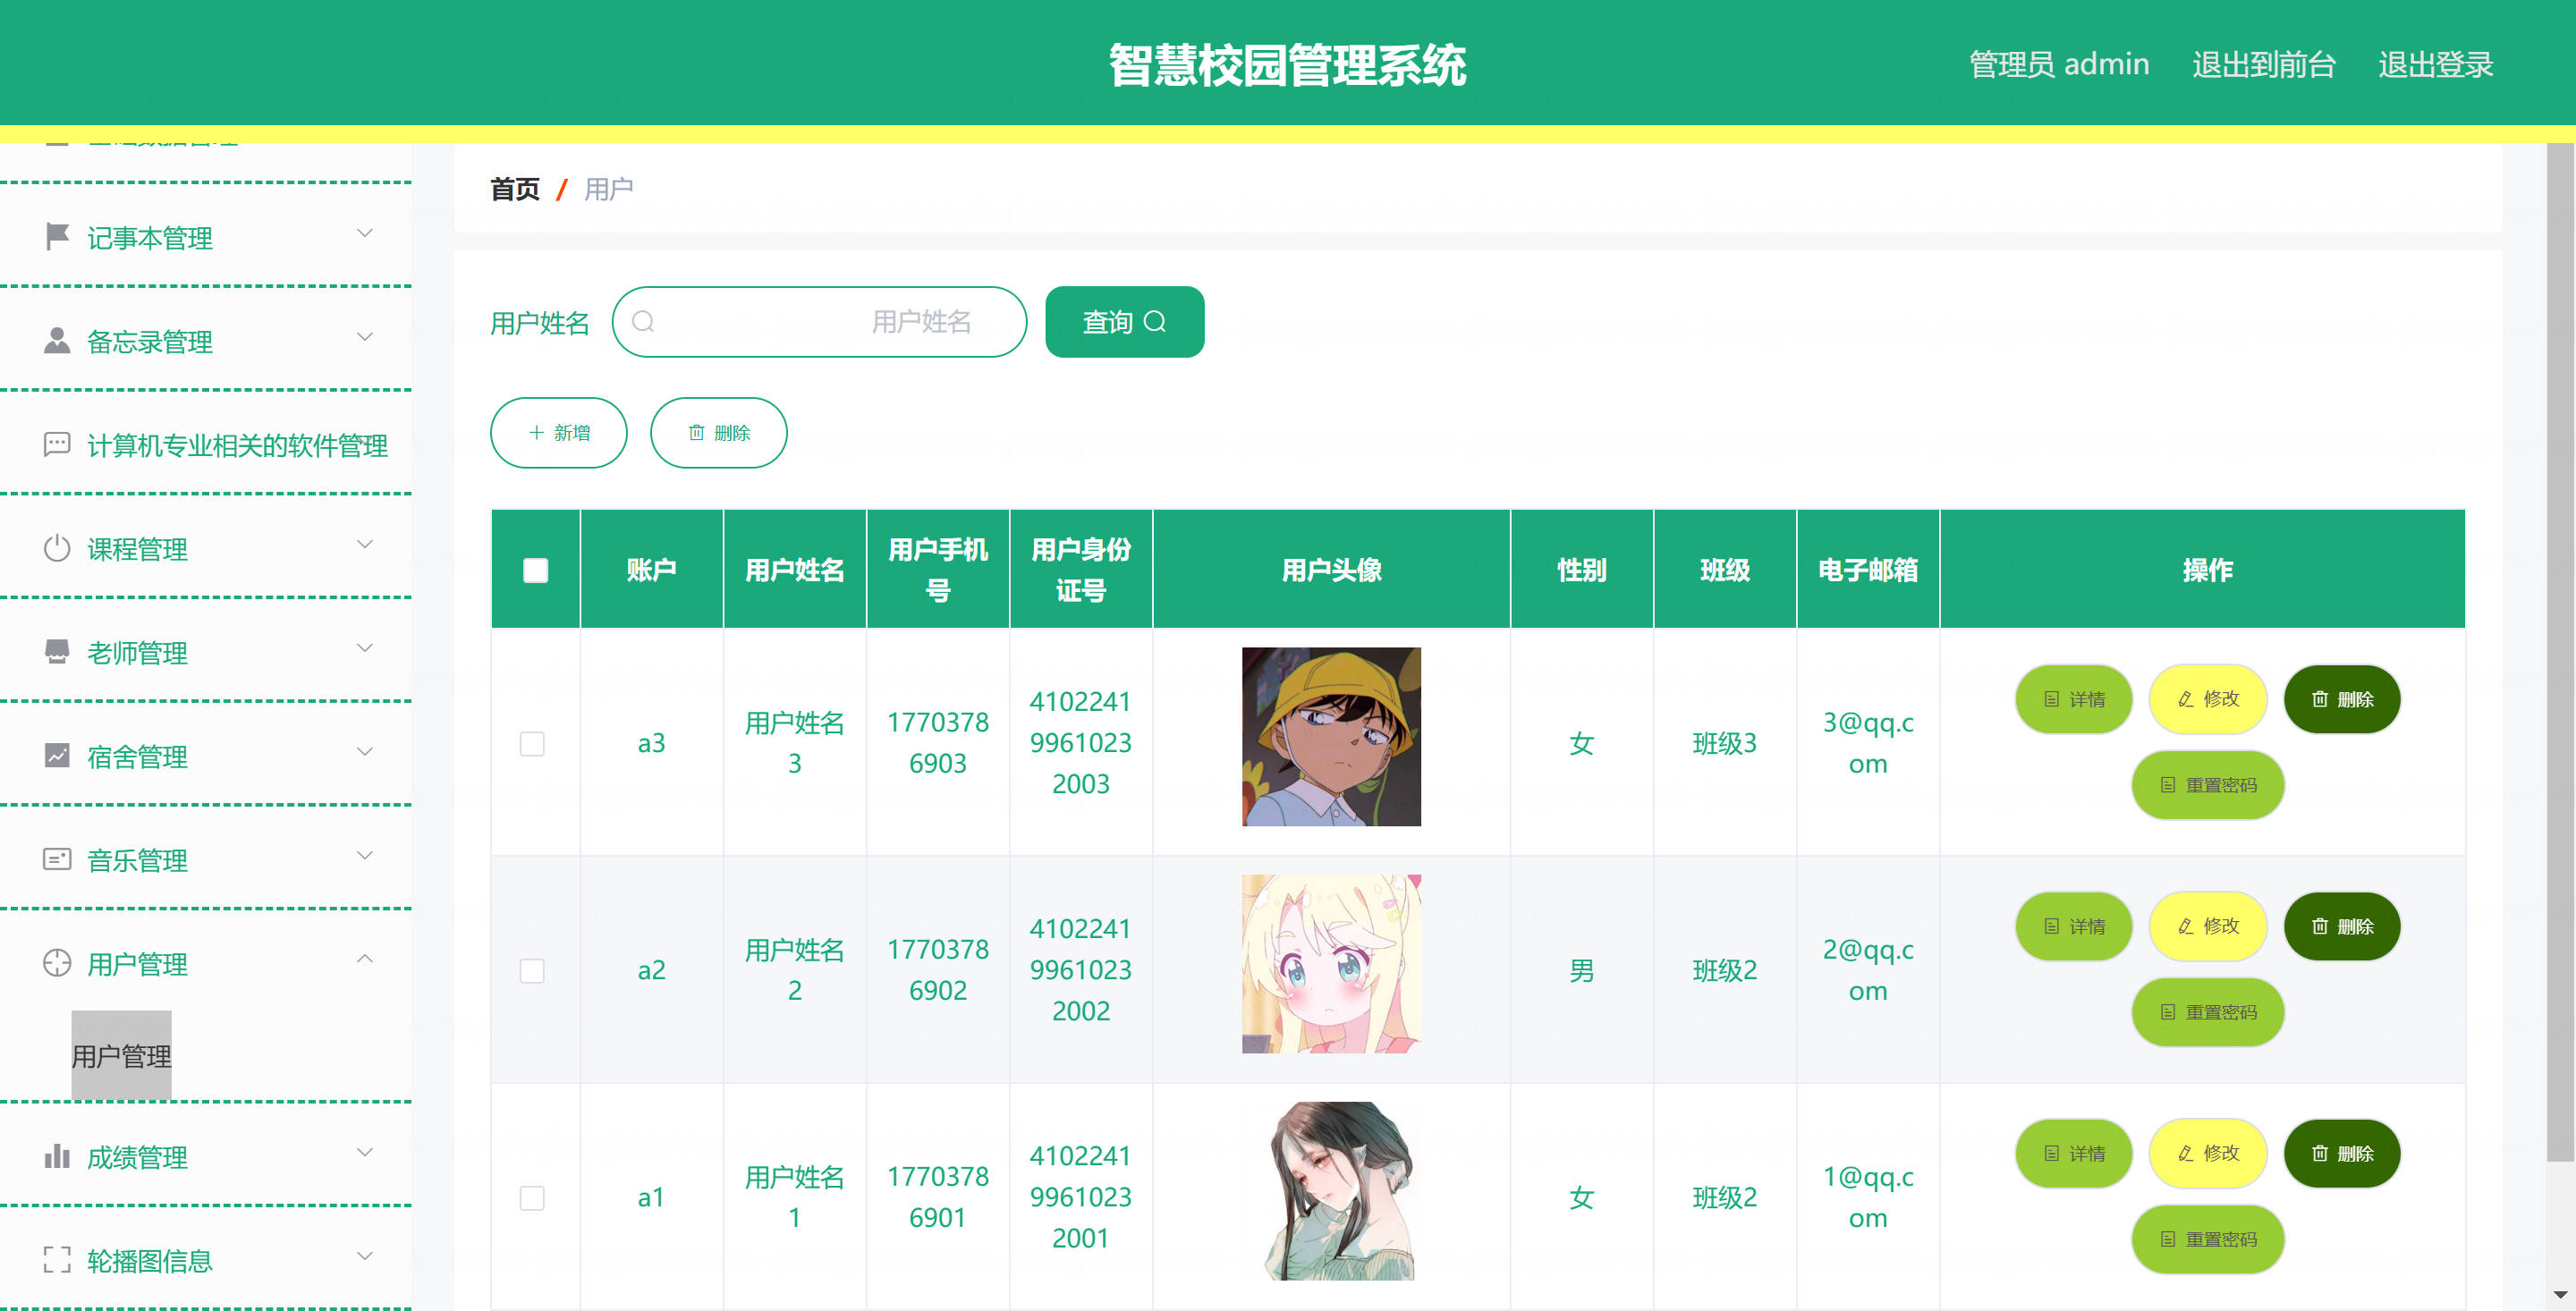 智慧校园管理系统
管理员 admin 退出到前台 退出登录
首页 / 用户
记事本管理
备忘录管理
计算机专业相关的软件管理
课程管理
老师管理
宿舍管理
音乐管理
用户管理
用户管理
成绩管理
轮播图信息
用户姓名 用户姓名 查询
新增 删除
账户 用户姓名 用户手机号 用户身份证号 用户头像 性别 班级 电子邮箱 操作
a3 用户姓名3 17703786903 410224199610232003 女 班级3 3@qq.com 详情 修改 删除 重置密码
a2 用户姓名2 17703786902 410224199610232002 男 班级2 2@qq.com 详情 修改 删除 重置密码
a1 用户姓名1 17703786901 410224199610232001 女 班级2 1@qq.com 详情 修改 删除 重置密码